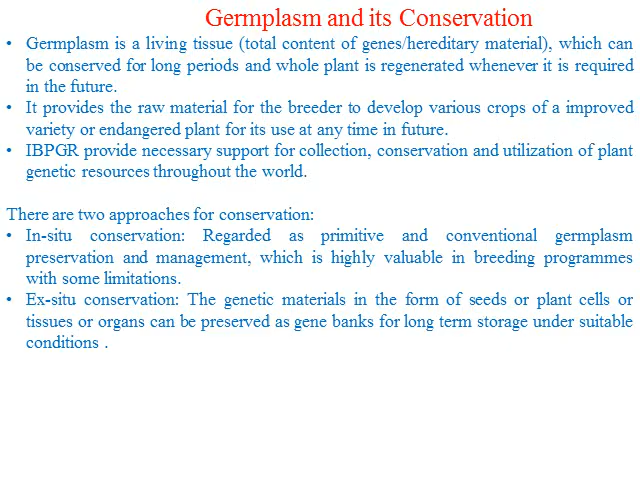 Germplasm and its Conservation
• Germplasm is a living tissue (total content of genes/hereditary material), which can
be conserved for long periods and whole plant is regenerated whenever it is required
in the future.
• It provides the raw material for the breeder to develop various crops of a improved
variety or endangered plant for its use at any time in future.
• IBPGR provide necessary support for collection, conservation and utilization of plant
genetic resources throughout the world.
There are two approaches for conservation:
• In-situ conservation: Regarded as primitive and conventional germplasm
preservation and management, which is highly valuable in breeding programmes
with some limitations.
• Ex-situ conservation: The genetic materials in the form of seeds or plant cells or
tissues or organs can be preserved as gene banks for long term storage under suitable
conditions .